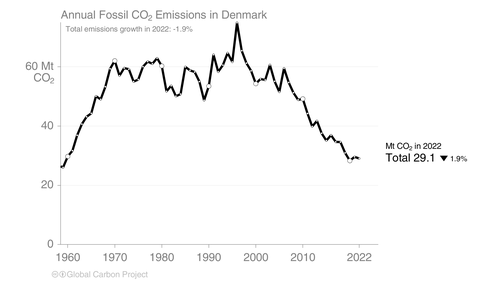 Annual Fossil CO₂ Emissions in Denmark
Total emissions growth in 2022: -1.9%
60 Mt
CO₂
40
20
0
1960 1970 1980 1990 2000 2010 2022
Mt CO₂ in 2022
Total 29.1 ▼ 1.9%
Global Carbon Project